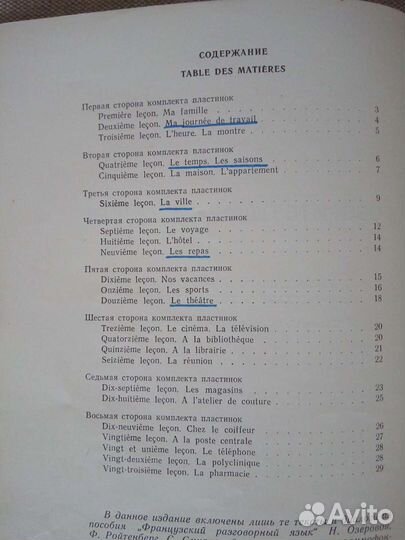 СОДЕРЖАНИЕ
TABLE DES MATIÈRES
Первая сторона комплекта пластинок
Première leçon. Ma famille . . . 3
Deuxième leçon. Ma journée de travail . . . 4
Troisième leçon. L'heure. La montre . . . 5
Вторая сторона комплекта пластинок
Quatrième leçon. Le temps. Les saisons . . . 6
Cinquième leçon. La maison. L'appartement . . . 7
Третья сторона комплекта пластинок
Sixième leçon. La ville . . . 9
Четвертая сторона комплекта пластинок
Septième leçon. Le voyage . . . 12
Huitième leçon. L'hôtel . . . 14
Neuvième leçon. Les repas . . . 14
Пятая сторона комплекта пластинок
Dixième leçon. Nos vacances . . . 15
Onzième leçon. Les sports . . . 16
Douzième leçon. Le théâtre . . . 18
Шестая сторона комплекта пластинок
Treizième leçon. Le cinéma. La télévision . . . 20
Quatorzième leçon. A la bibliothèque . . . 20
Quinzième leçon. A la librairie . . . 21
Seizième leçon. La réunion . . . 22
Седьмая сторона комплекта пластинок
Dix-septième leçon. Les magasins . . . 23
Dix-huitième leçon. A l'atelier de couture . . . 25
Восьмая сторона комплекта пластинок
Dix-neuvième leçon. Chez le coiffeur . . . 26
Vingtième leçon. A la poste centrale . . . 27
Vingt et unième leçon. Le téléphone . . . 28
Vingt-deuxième leçon. La polyclinique . . . 28
Vingt-troisième leçon. La pharmacie . . . 29
В данное издание включены лишь те
пособия „Французский разговорный язык" Н. Озеровой,
Ф. Ройтенберг, С.
Avito